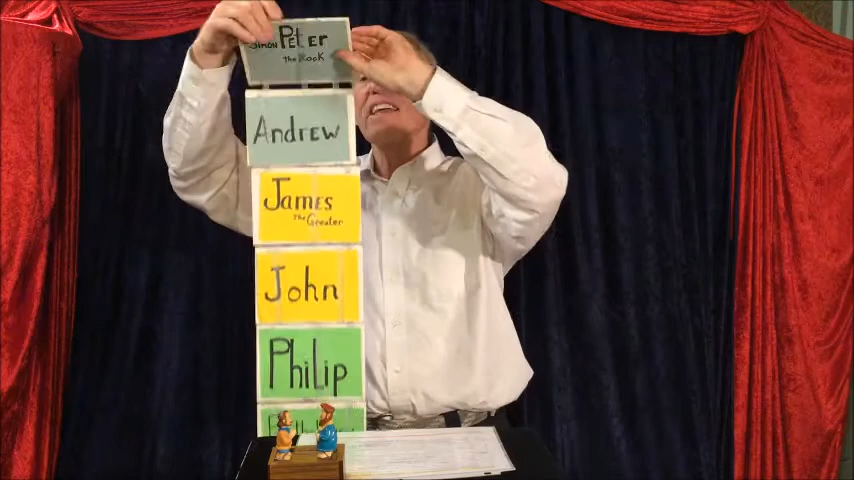 Simon Peter
The Rock
Andrew
James
The Greater
John
Philip